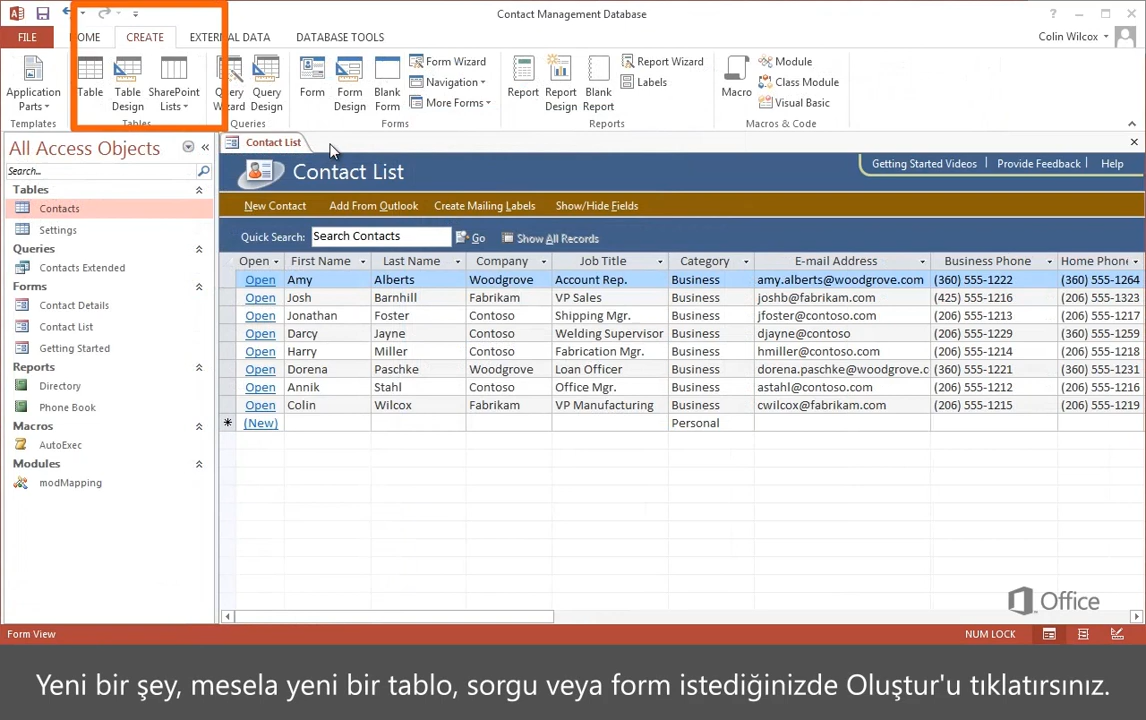 Contact Management Database
FILE HOME CREATE EXTERNAL DATA DATABASE TOOLS Colin Wilcox
Application Parts
Table
Table Design
SharePoint Lists
Query Wizard
Query Design
Form
Form Design
Blank Form
Form Wizard
Navigation
More Forms
Report
Report Design
Blank Report
Report Wizard
Labels
Macro
Module
Class Module
Visual Basic
Templates Tables Queries Forms Reports Macros & Code
All Access Objects
Search...
Tables
Contacts
Settings
Queries
Contacts Extended
Forms
Contact Details
Contact List
Getting Started
Reports
Directory
Phone Book
Macros
AutoExec
Modules
modMapping
Contact List
Contact List
Getting Started Videos Provide Feedback Help
New Contact Add From Outlook Create Mailing Labels Show/Hide Fields
Quick Search: Search Contacts Go Show All Records
Open First Name Last Name Company Job Title Category E-mail Address Business Phone Home Phone
Open Amy Alberts Woodgrove Account Rep. Business amy.alberts@woodgrove.com (360) 555-1222 (360) 555-1264
Open Josh Barnhill Fabrikam VP Sales Business joshb@fabrikam.com (425) 555-1216 (206) 555-1323
Open Jonathan Foster Contoso Shipping Mgr. Business jfoster@contoso.com (206) 555-1213 (206) 555-1217
Open Darcy Jayne Contoso Welding Supervisor Business djayne@contoso (206) 555-1229 (360) 555-1259
Open Harry Miller Contoso Fabrication Mgr. Business hmiller@contoso.com (206) 555-1214 (206) 555-1218
Open Dorena Paschke Woodgrove Loan Officer Business dorena.paschke@woodgrove.c (360) 555-1221 (360) 555-1231
Open Annik Stahl Contoso Office Mgr. Business astahl@contoso.com (206) 555-1212 (206) 555-1216
Open Colin Wilcox Fabrikam VP Manufacturing Business cwilcox@fabrikam.com (206) 555-1215 (206) 555-1219
(New) Personal
Office
Form View NUM LOCK
Yeni bir şey, mesela yeni bir tablo, sorgu veya form istediğinizde Oluştur'u tıklatırsınız.